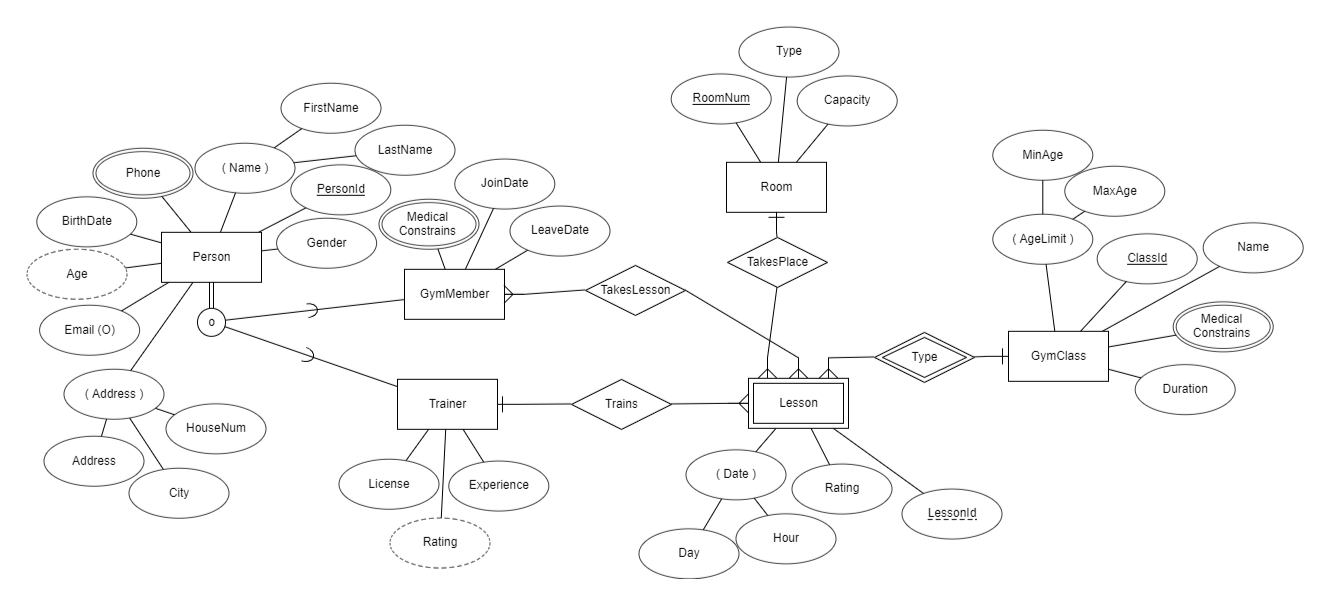 Type
RoomNum
Capacity
FirstName
LastName
( Name )
Phone
PersonId
BirthDate
Gender
Person
Age
Email (O)
o
( Address )
HouseNum
Address
City
JoinDate
Medical
Constrains
LeaveDate
GymMember
TakesLesson
Room
TakesPlace
MinAge
MaxAge
( AgeLimit )
ClassId
Name
Medical
Constrains
GymClass
Duration
Type
Trainer
Trains
Lesson
License
Experience
Rating
( Date )
Rating
LessonId
Day
Hour